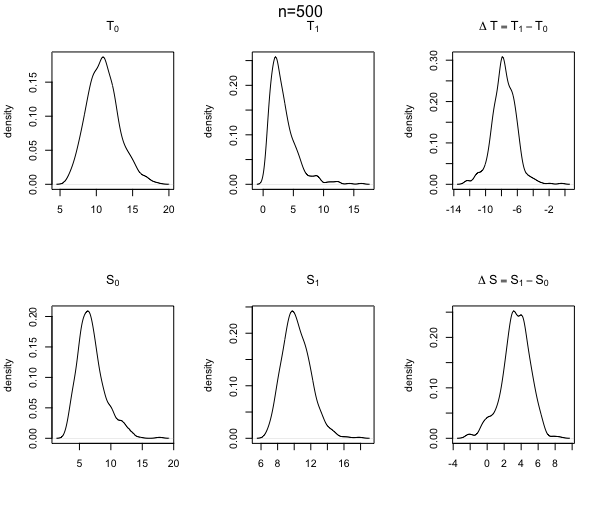 n=500
T₀ T₁ Δ T = T₁ − T₀
density
0.00 0.05 0.10 0.15
5 10 15 20
density
0.00 0.10 0.20
0 5 10 15
density
0.00 0.10 0.20 0.30
-14 -10 -6 -2
S₀ S₁ Δ S = S₁ − S₀
density
0.00 0.05 0.10 0.15 0.20
5 10 15 20
density
0.00 0.10 0.20
6 8 12 16
density
0.00 0.10 0.20
-4 0 2 4 6 8